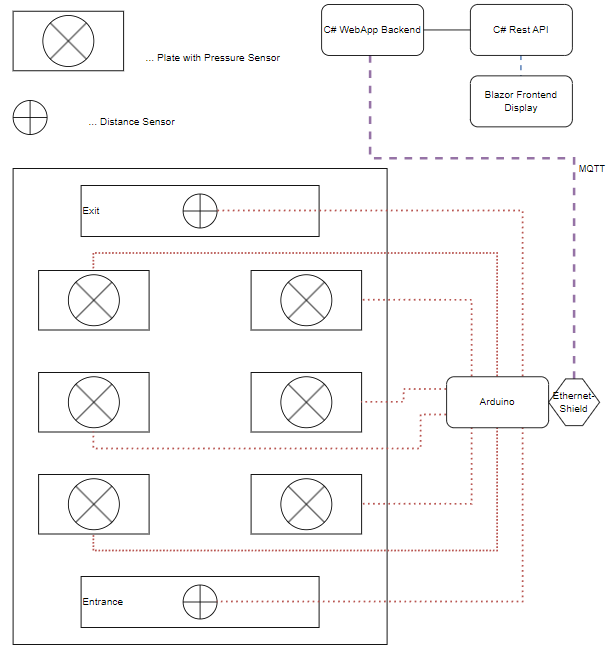 C# WebApp Backend
C# Rest API
... Plate with Pressure Sensor
Blazor Frontend
Display
... Distance Sensor
MQTT
Exit
Arduino
Ethernet-
Shield
Entrance